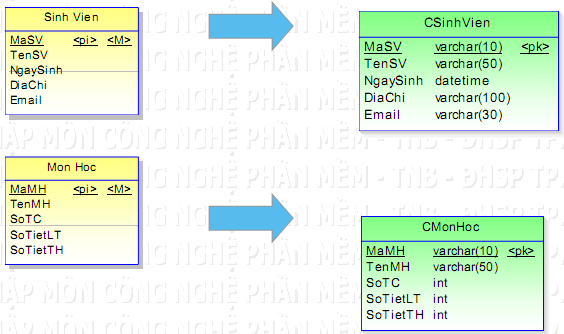 Sinh Vien
MaSV <pi> <M>
TenSV
NgaySinh
DiaChi
Email
CSinhVien
MaSV varchar(10) <pk>
TenSV varchar(50)
NgaySinh datetime
DiaChi varchar(100)
Email varchar(30)
Mon Hoc
MaMH <pi> <M>
TenMH
SoTC
SoTietLT
SoTietTH
CMonHoc
MaMH varchar(10) <pk>
TenMH varchar(50)
SoTC int
SoTietLT int
SoTietTH int